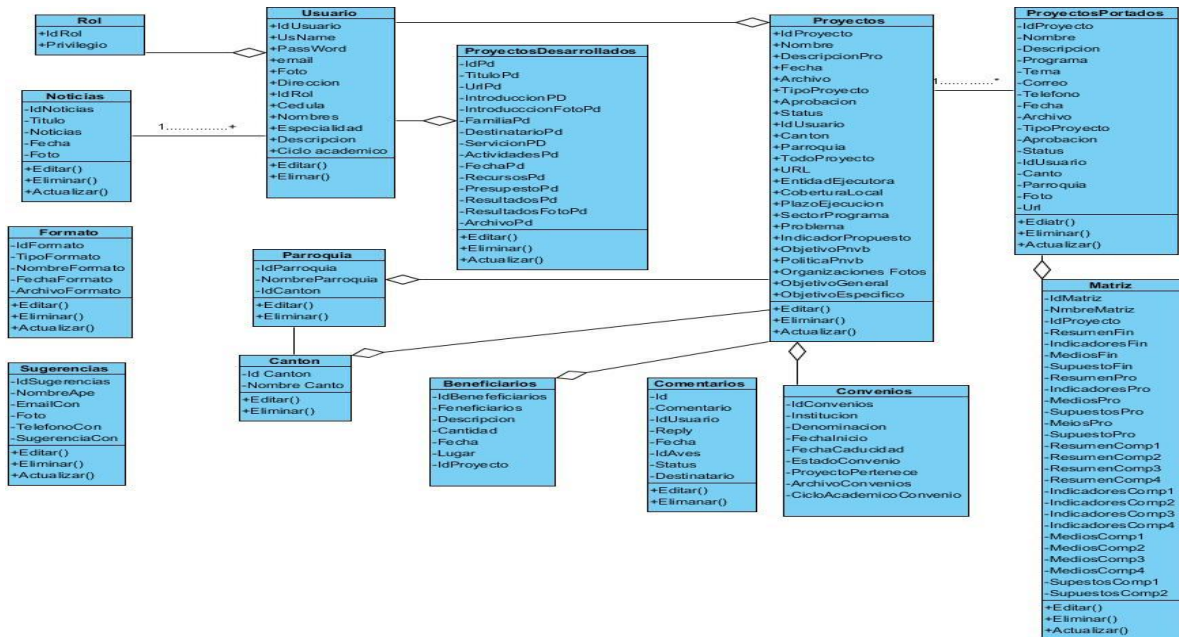 Rol
+IdRol
+Privilegio
Usuario
+IdUsuario
+UsName
+PassWord
+email
+Foto
+Direccion
+IdRol
+Cedula
+Nombres
+Especialidad
+Descripcion
+Ciclo academico
+Editar()
+Elimar()
Noticias
-IdNoticias
-Titulo
-Noticias
-Fecha
-Foto
+Editar()
+Eliminar()
+Actualizar()
1..............*
ProyectosDesarrollados
-IdPd
-TituloPd
-UrlPd
-IntroduccionPD
-IntroducccionFotoPd
-FamiliaPd
-DestinatarioPd
-ServicionPD
-ActividadesPd
-FechaPd
-RecursosPd
-PresupestoPd
-ResultadosPd
-ResultadosFotoPd
-ArchivoPd
+Editar()
+Eliminar()
+Actualizar()
Proyectos
+IdProyecto
+Nombre
+DescripcionPro
+Fecha
+Archivo
+TipoProyecto
+Aprobacion
+Status
+IdUsuario
+Canton
+Parroquia
+TodoProyecto
+URL
+EntidadEjecutora
+CoberturaLocal
+PlazoEjecucion
+SectorPrograma
+Problema
+IndicadorPropuesto
+ObjetivoPnvb
+PoliticaPnvb
+Organizaciones Fotos
+ObjetivoGeneral
+ObjetivoEspecifico
+Editar()
+Eliminar()
+Actualizar()
1............*
ProyectosPortados
-IdProyecto
-Nombre
-Descripcion
-Programa
-Tema
-Correo
-Telefono
-Fecha
-Archivo
-TipoProyecto
-Aprobacion
-Status
-IdUsuario
-Canto
-Parroquia
-Foto
-Url
+Ediatr()
+Eliminar()
+Actualizar()
Formato
-IdFormato
-TipoFormato
-NombreFormato
-FechaFormato
-ArchivoFormato
+Editar()
+Eliminar()
+Actualizar()
Parroquia
-IdParroquia
-NombreParroquia
-IdCanton
+Editar()
+Eliminar()
Canton
-Id Canton
-Nombre Canto
+Editar()
+Eliminar()
Sugerencias
-IdSugerencias
-NombreApe
-EmailCon
-Foto
-TelefonoCon
-SugerenciaCon
+Editar()
+Eliminar()
+Actualizar()
Beneficiarios
-IdBenefeficiarios
-Feneficiarios
-Descripcion
-Cantidad
-Fecha
-Lugar
-IdProyecto
Comentarios
-Id
-Comentario
-IdUsuario
-Reply
-Fecha
-IdAves
-Status
-Destinatario
+Editar()
+Elimanar()
Convenios
-IdConvenios
-Institucion
-Denominacion
-FechaInicio
-FechaCaducidad
-EstadoConvenio
-ProyectoPertenece
-ArchivoConvenios
-CicloAcademicoConvenio
Matriz
-IdMatriz
-NmbreMatriz
-IdProyecto
-ResumenFin
-IndicadoresFin
-MediosFin
-SupuestoFin
-ResumenPro
-IndicadoresPro
-MediosPro
-SupuestosPro
-MeiosPro
-SupuestoPro
-ResumenComp1
-ResumenComp2
-ResumenComp3
-ResumenComp4
-IndicadoresComp1
-IndicadoresComp2
-IndicadoresComp3
-IndicadoresComp4
-MediosComp1
-MediosComp2
-MediosComp3
-MediosComp4
-SupestosComp1
-SupuestosComp2
+Editar()
+Eliminar()
+Actualizar()